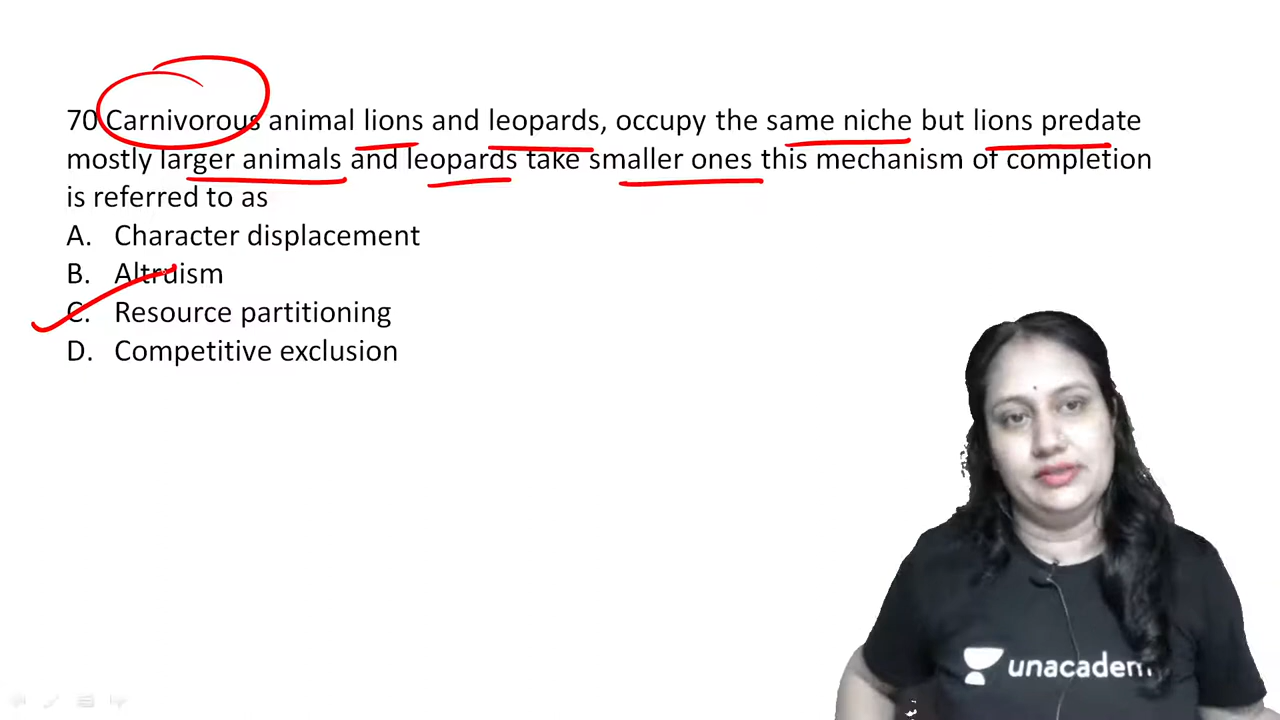 70 Carnivorous animal lions and leopards, occupy the same niche but lions predate
mostly larger animals and leopards take smaller ones this mechanism of completion
is referred to as
A. Character displacement
B. Altruism
C. Resource partitioning
D. Competitive exclusion
unacadem